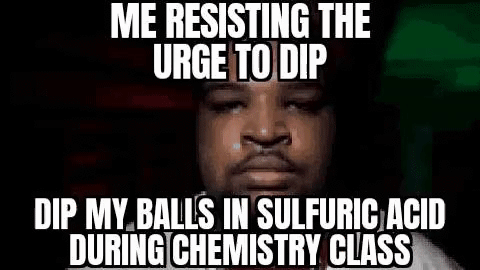 ME RESISTING THE
URGE TO DIP
DIP MY BALLS IN SULFURIC ACID
DURING CHEMISTRY CLASS